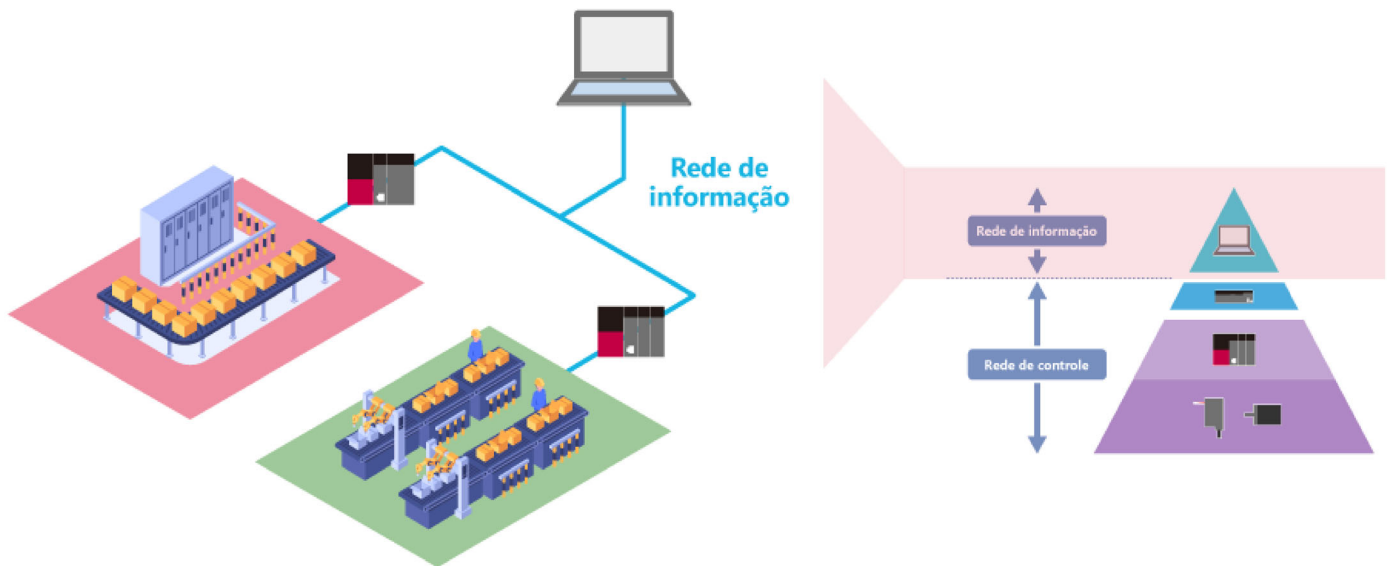 Rede de
informação
Rede de informação
Rede de controle